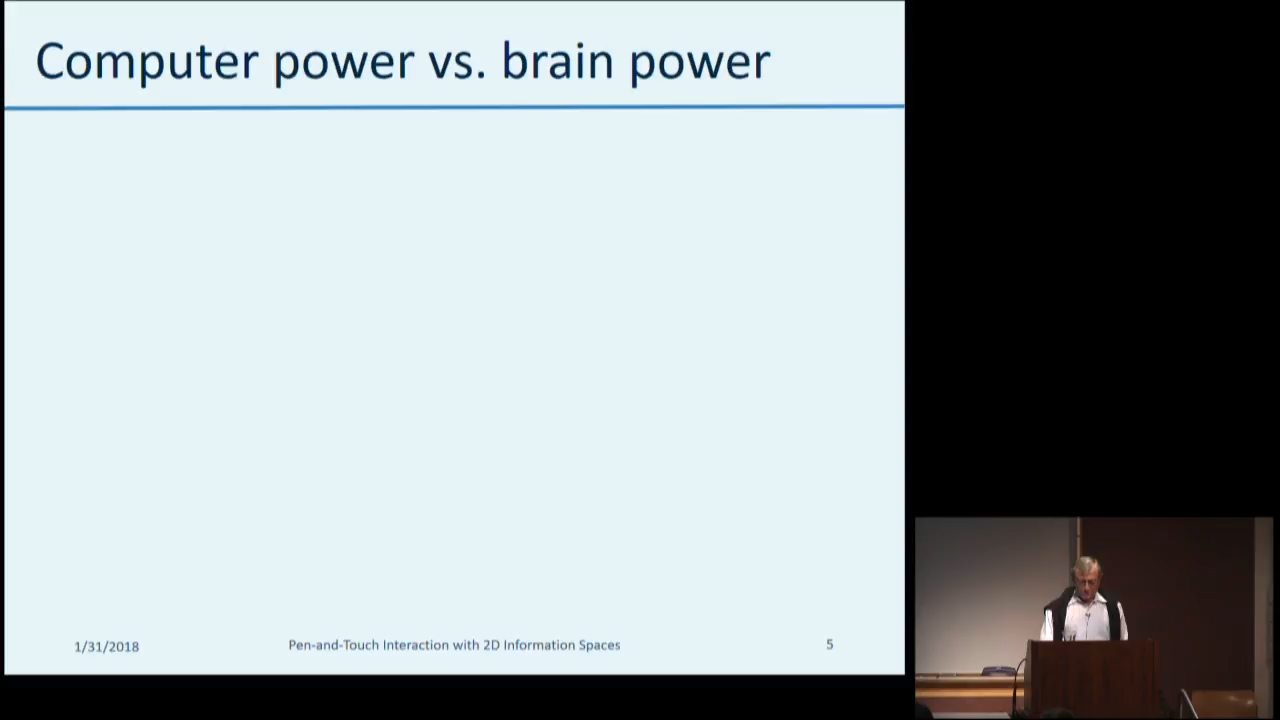 Computer power vs. brain power
1/31/2018
Pen-and-Touch Interaction with 2D Information Spaces
5